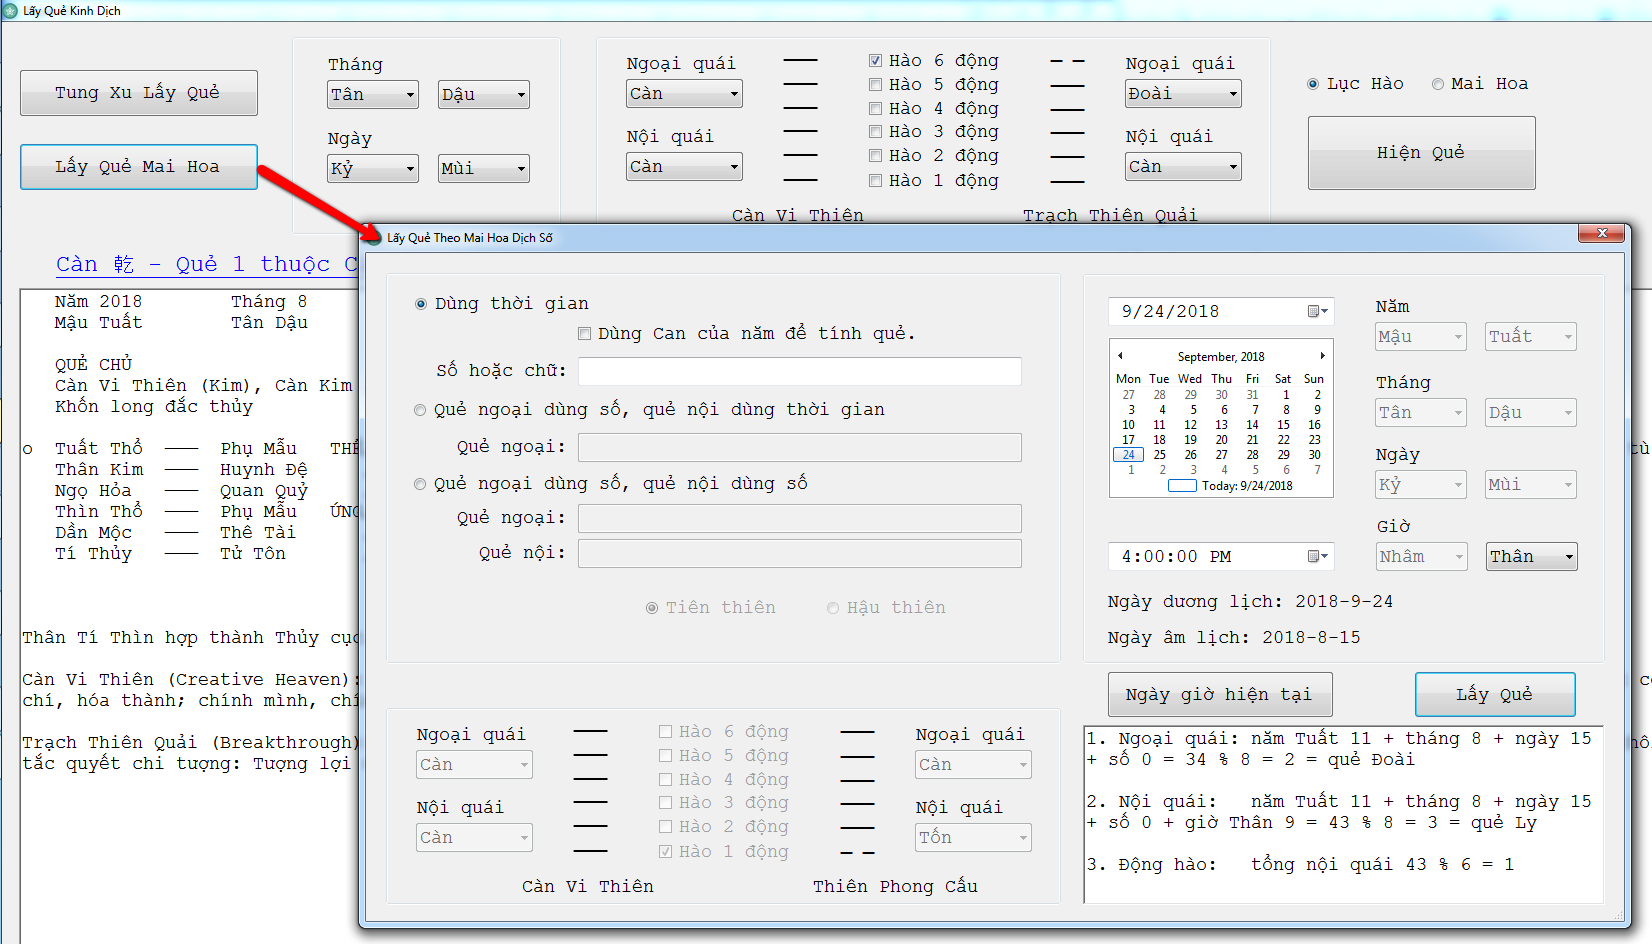 Lấy Quẻ Kinh Dịch
Tung Xu Lấy Quẻ
Lấy Quẻ Mai Hoa
Tháng
Tân Dậu
Ngày
Kỷ Mùi
Ngoại quái
Càn
Nội quái
Càn
Hào 6 động
Hào 5 động
Hào 4 động
Hào 3 động
Hào 2 động
Hào 1 động
Ngoại quái
Đoài
Nội quái
Càn
Càn Vi Thiên Trạch Thiên Quải
Lục Hào Mai Hoa
Hiện Quẻ
Càn 乾 - Quẻ 1 thuộc C
Năm 2018 Tháng 8
Mậu Tuất Tân Dậu
QUẺ CHỦ
Càn Vi Thiên (Kim), Càn Kim
Khốn long đắc thủy
o Tuất Thổ Phụ Mẫu THẾ
Thân Kim Huynh Đệ
Ngọ Hỏa Quan Quỷ
Thìn Thổ Phụ Mẫu ỨNG
Dần Mộc Thê Tài
Tí Thủy Tử Tôn
Thân Tí Thìn hợp thành Thủy cục
Càn Vi Thiên (Creative Heaven):
chí, hóa thành; chính mình, chí
Trạch Thiên Quải (Breakthrough)
tắc quyết chi tượng: Tượng lợi
Lấy Quẻ Theo Mai Hoa Dịch Số
Dùng thời gian
Dùng Can của năm để tính quẻ.
Số hoặc chữ:
Quẻ ngoại dùng số, quẻ nội dùng thời gian
Quẻ ngoại:
Quẻ ngoại dùng số, quẻ nội dùng số
Quẻ ngoại:
Quẻ nội:
Tiên thiên Hậu thiên
9/24/2018
September, 2018
Mon Tue Wed Thu Fri Sat Sun
27 28 29 30 31 1 2
3 4 5 6 7 8 9
10 11 12 13 14 15 16
17 18 19 20 21 22 23
24 25 26 27 28 29 30
1 2 3 4 5 6 7
Today: 9/24/2018
4:00:00 PM
Năm
Mậu Tuất
Tháng
Tân Dậu
Ngày
Kỷ Mùi
Giờ
Nhâm Thân
Ngày dương lịch: 2018-9-24
Ngày âm lịch: 2018-8-15
Ngày giờ hiện tại
Lấy Quẻ
Ngoại quái
Càn
Nội quái
Càn
Hào 6 động
Hào 5 động
Hào 4 động
Hào 3 động
Hào 2 động
Hào 1 động
Ngoại quái
Càn
Nội quái
Tốn
Càn Vi Thiên Thiên Phong Cấu
1. Ngoại quái: năm Tuất 11 + tháng 8 + ngày 15
+ số 0 = 34 % 8 = 2 = quẻ Đoài
2. Nội quái: năm Tuất 11 + tháng 8 + ngày 15
+ số 0 + giờ Thân 9 = 43 % 8 = 3 = quẻ Ly
3. Động hào: tổng nội quái 43 % 6 = 1